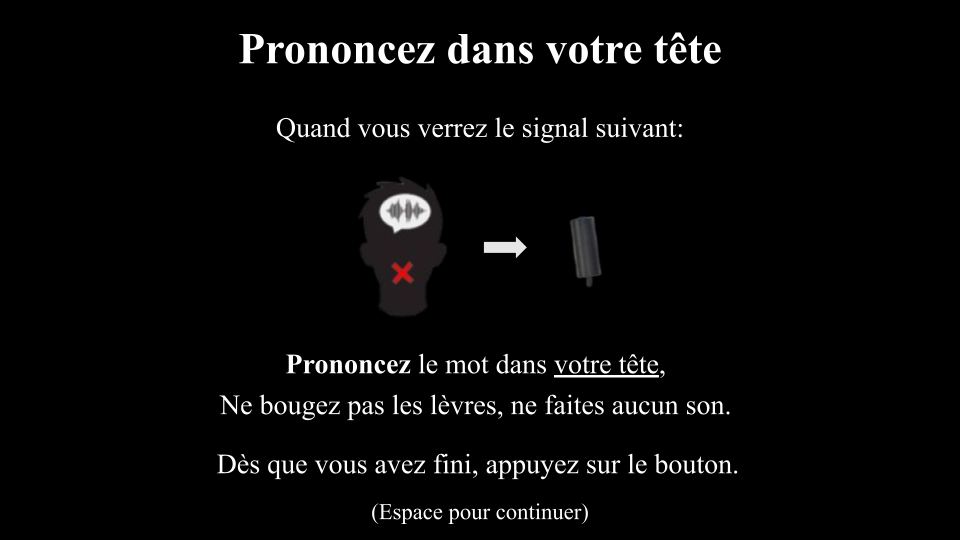 Prononcez dans votre tête
Quand vous verrez le signal suivant:
Prononcez le mot dans votre tête,
Ne bougez pas les lèvres, ne faites aucun son.
Dès que vous avez fini, appuyez sur le bouton.
(Espace pour continuer)